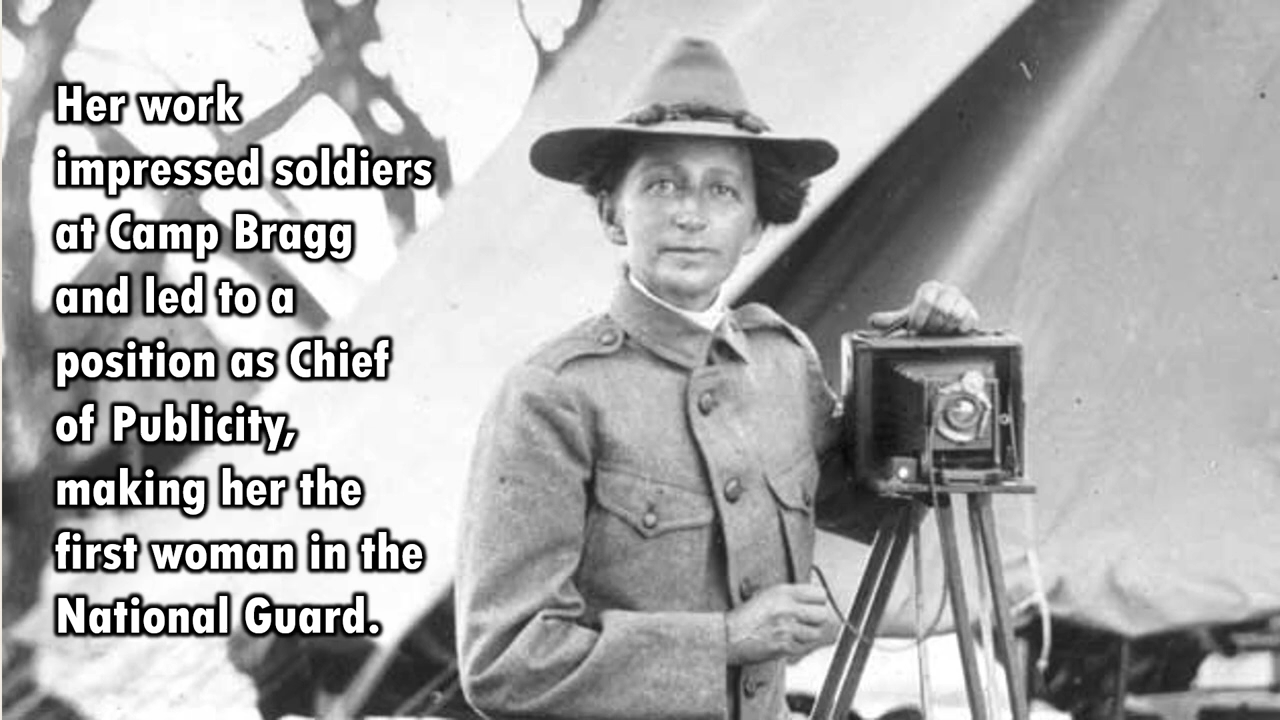 Her work
impressed soldiers
at Camp Bragg
and led to a
position as Chief
of Publicity,
making her the
first woman in the
National Guard.